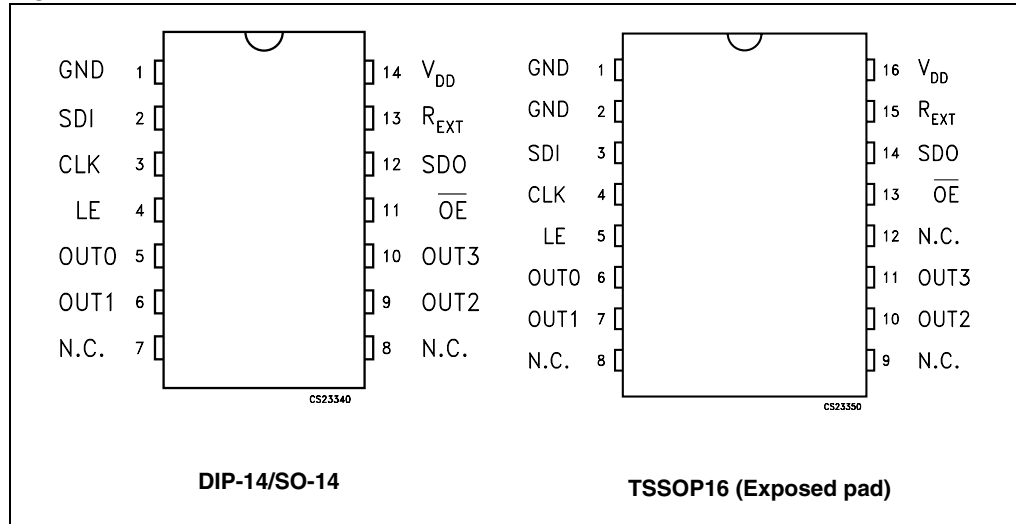 GND 1 14 VDD
SDI 2 13 REXT
CLK 3 12 SDO
LE 4 11 OE
OUT0 5 10 OUT3
OUT1 6 9 OUT2
N.C. 7 8 N.C.
CS23340
DIP-14/SO-14
GND 1 16 VDD
GND 2 15 REXT
SDI 3 14 SDO
CLK 4 13 OE
LE 5 12 N.C.
OUT0 6 11 OUT3
OUT1 7 10 OUT2
N.C. 8 9 N.C.
CS23350
TSSOP16 (Exposed pad)